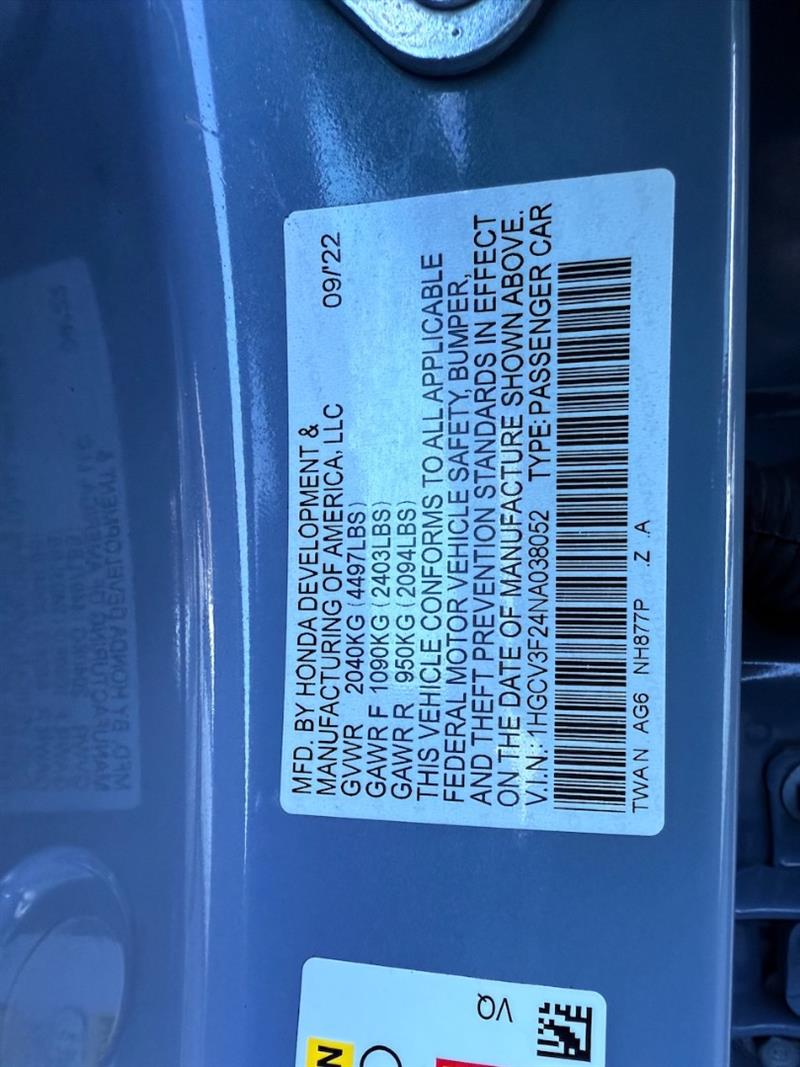 MFD. BY HONDA DEVELOPMENT &
MANUFACTURING OF AMERICA, LLC 09/'22
GVWR 2040KG (4497LBS)
GAWR F 1090KG (2403LBS)
GAWR R 950KG (2094LBS)
THIS VEHICLE CONFORMS TO ALL APPLICABLE
FEDERAL MOTOR VEHICLE SAFETY, BUMPER,
AND THEFT PREVENTION STANDARDS IN EFFECT
ON THE DATE OF MANUFACTURE SHOWN ABOVE.
V.I.N.: 1HGCV3F24NA038052 TYPE:PASSENGER CAR
TWAN AG6 NH877P .Z .A
VQ